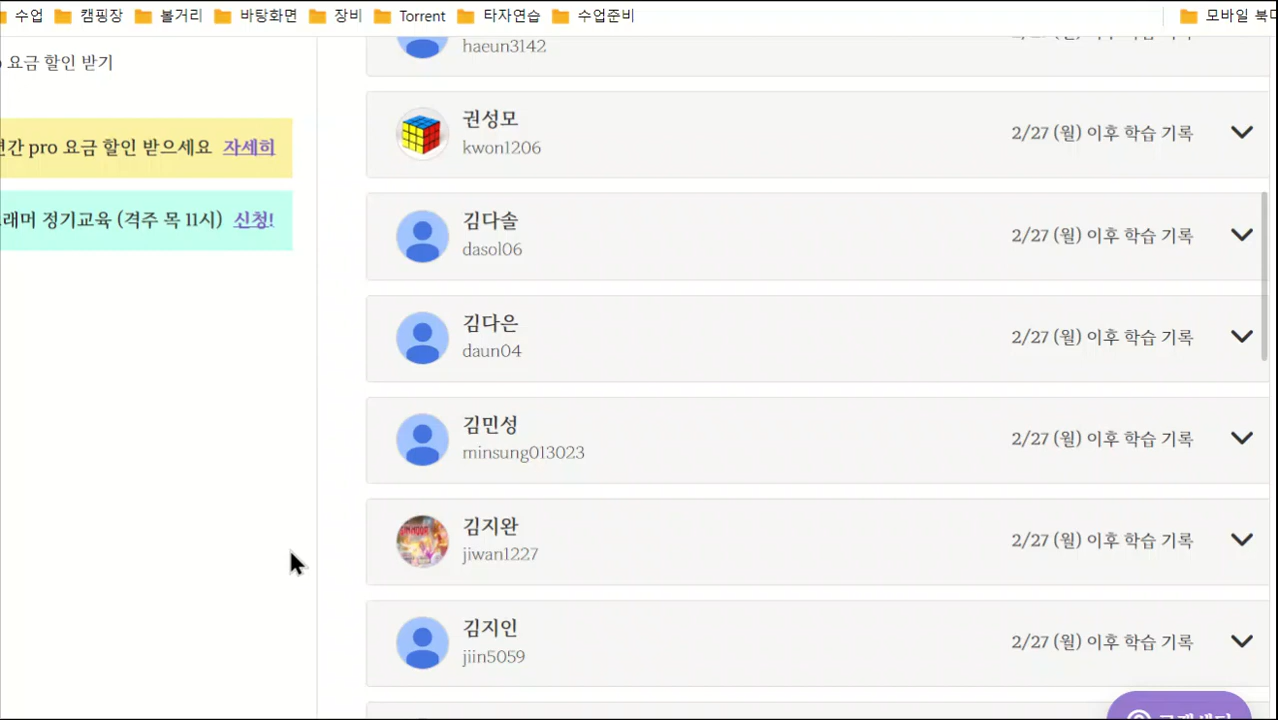 수업 캠핑장 볼거리 바탕화면 장비 Torrent 타자연습 수업준비 모바일
요금 할인 받기
pro 요금 할인 받으세요 자세히
래머 정기교육 (격주 목 11시) 신청!
haeun3142
권성모
kwon1206
2/27 (월) 이후 학습 기록
김다솔
dasol06
2/27 (월) 이후 학습 기록
김다은
daun04
2/27 (월) 이후 학습 기록
김민성
minsung013023
2/27 (월) 이후 학습 기록
김지완
jiwan1227
2/27 (월) 이후 학습 기록
김지인
jiin5059
2/27 (월) 이후 학습 기록